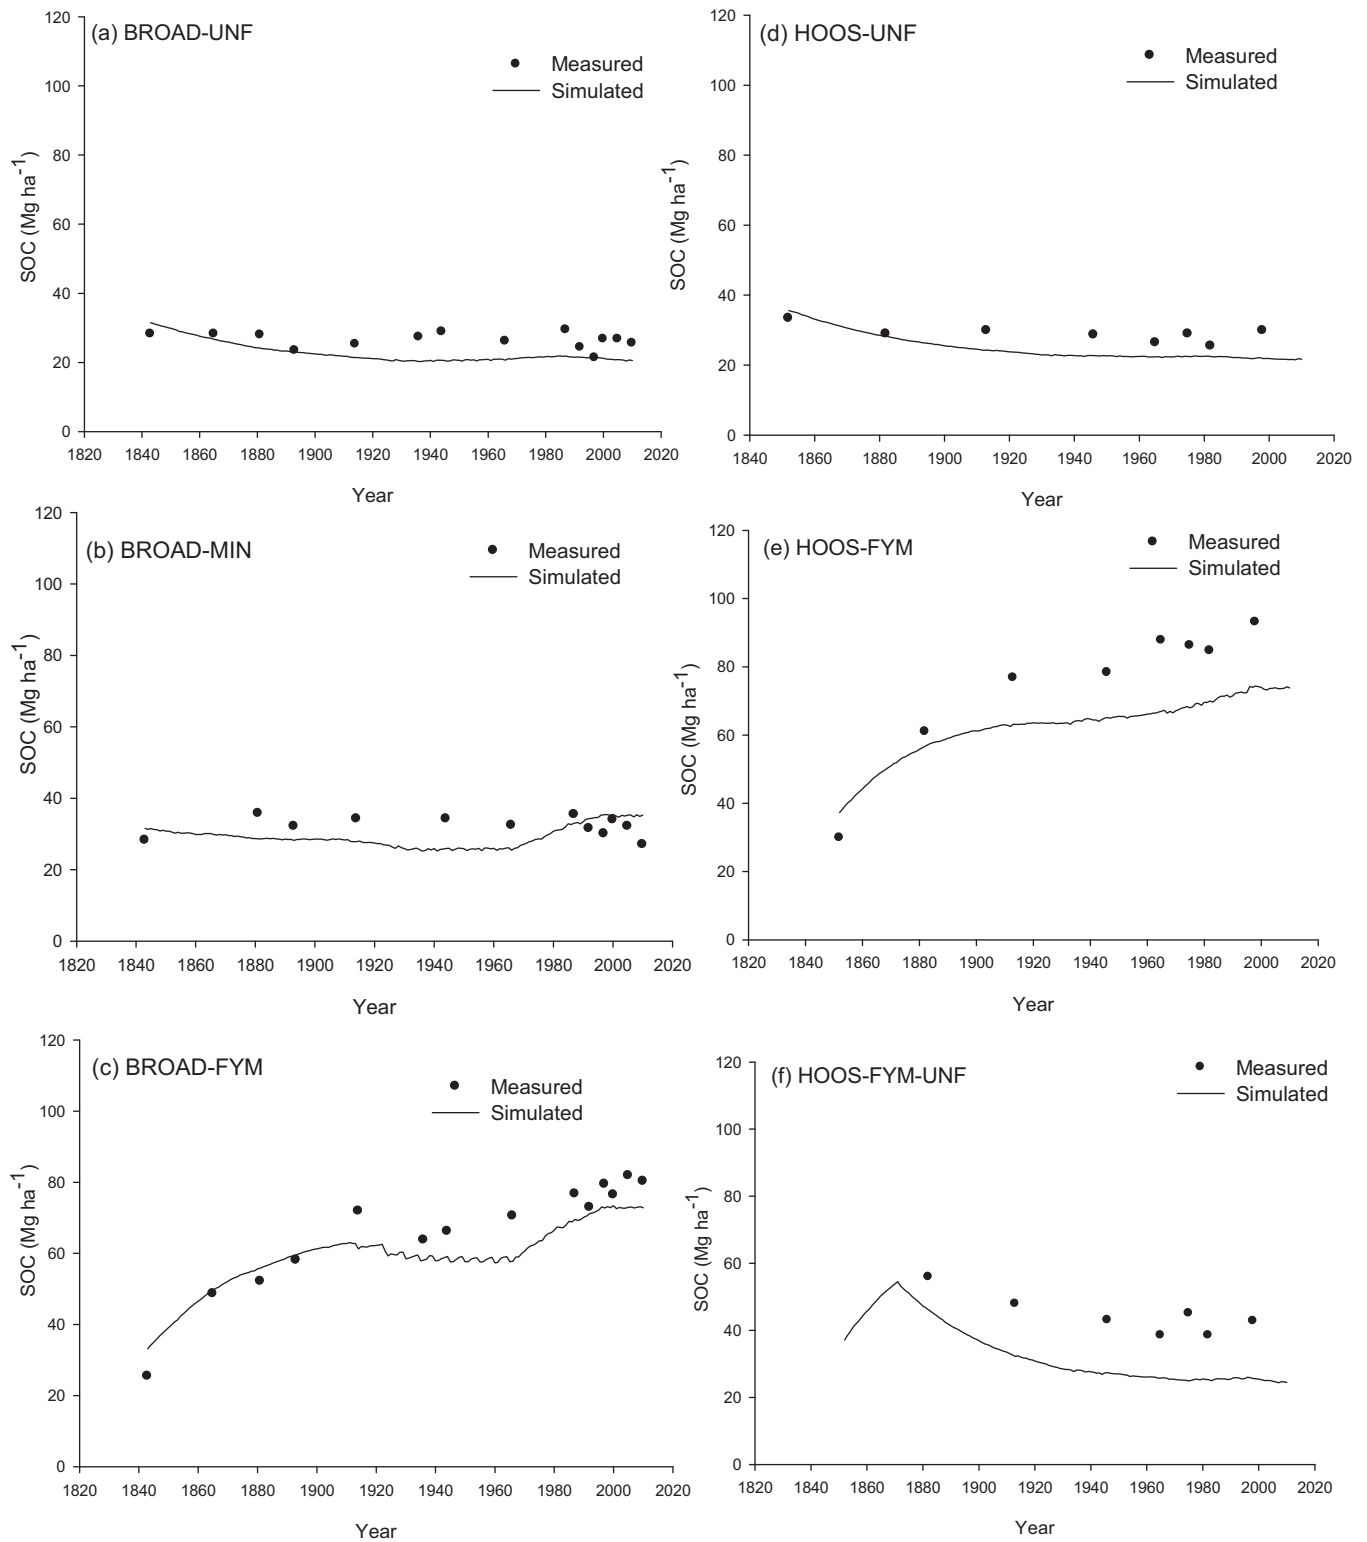 (a) BROAD-UNF
Measured
Simulated
SOC (Mg ha-1)
120
100
80
60
40
20
0
1820 1840 1860 1880 1900 1920 1940 1960 1980 2000 2020
Year
(d) HOOS-UNF
Measured
Simulated
SOC (Mg ha-1)
120
100
80
60
40
20
0
1840 1860 1880 1900 1920 1940 1960 1980 2000 2020
Year
(b) BROAD-MIN
Measured
Simulated
SOC (Mg ha-1)
120
100
80
60
40
20
0
1820 1840 1860 1880 1900 1920 1940 1960 1980 2000 2020
Year
(e) HOOS-FYM
Measured
Simulated
SOC (Mg ha-1)
120
100
80
60
40
20
0
1820 1840 1860 1880 1900 1920 1940 1960 1980 2000 2020
Year
(c) BROAD-FYM
Measured
Simulated
SOC (Mg ha-1)
120
100
80
60
40
20
0
1820 1840 1860 1880 1900 1920 1940 1960 1980 2000 2020
Year
(f) HOOS-FYM-UNF
Measured
Simulated
SOC (Mg ha-1)
120
100
80
60
40
20
0
1820 1840 1860 1880 1900 1920 1940 1960 1980 2000 2020
Year